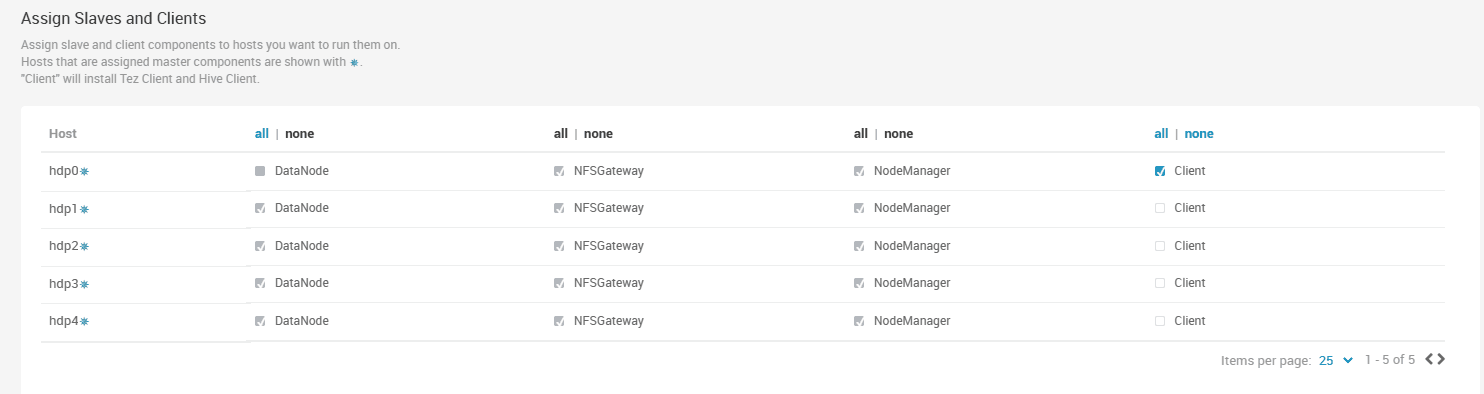 Assign Slaves and Clients
Assign slave and client components to hosts you want to run them on.
Hosts that are assigned master components are shown with ✵.
"Client" will install Tez Client and Hive Client.
Host all | none all | none all | none all | none
hdp0✵ DataNode NFSGateway NodeManager Client
hdp1✵ DataNode NFSGateway NodeManager Client
hdp2✵ DataNode NFSGateway NodeManager Client
hdp3✵ DataNode NFSGateway NodeManager Client
hdp4✵ DataNode NFSGateway NodeManager Client
Items per page: 25 1 - 5 of 5